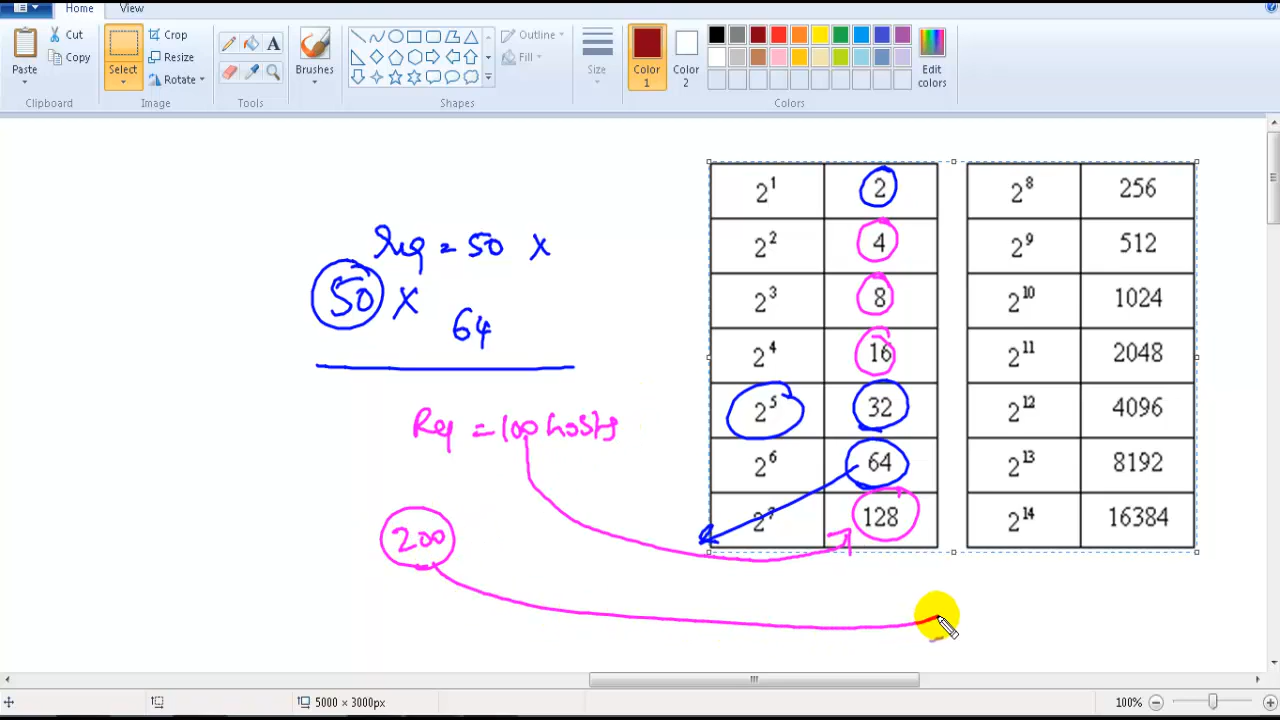 Home View
Paste
Cut
Copy
Clipboard
Select
Crop
Resize
Rotate
Image
A
Tools
Brushes
Outline
Fill
Shapes
Size
Color 1
Color 2
Edit colors
Colors
Req = 50 X
50 X
64
Req = 100 hosts
200
2^1 2 2^8 256
2^2 4 2^9 512
2^3 8 2^10 1024
2^4 16 2^11 2048
2^5 32 2^12 4096
2^6 64 2^13 8192
2^7 128 2^14 16384
5000 × 3000px
100%